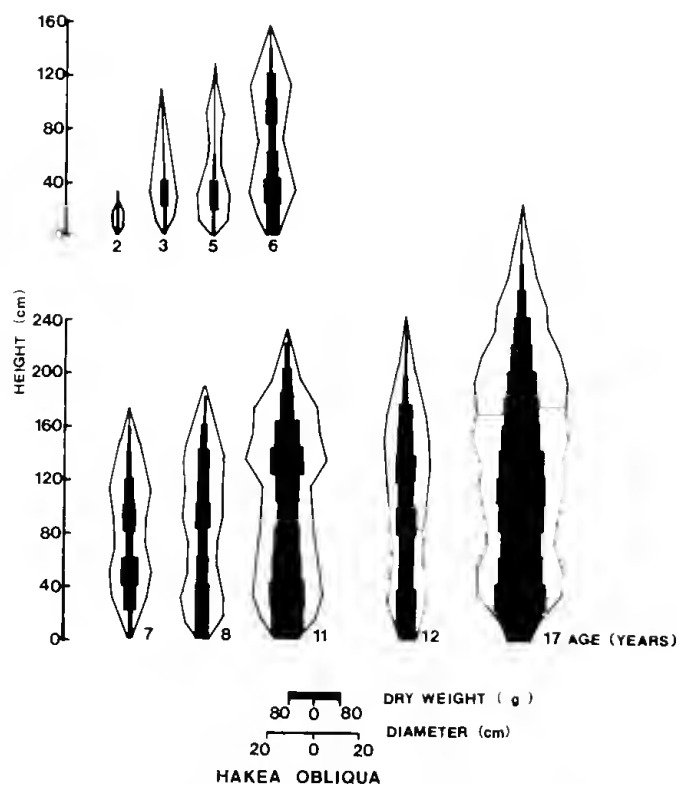 160
120
80
40
2 3 5 6
HEIGHT (cm)
240
200
160
120
80
40
0
7 8 11 12 17 AGE (YEARS)
80 0 80 DRY WEIGHT ( g )
20 0 20 DIAMETER (cm)
HAKEA OBLIQUA